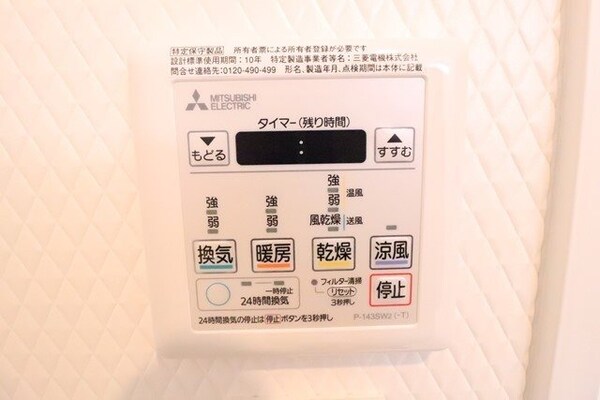 特定保守製品　所有者票による所有者登録が必要です
設計標準使用期間：10年　特定製造事業者等名：三菱電機株式会社
問合せ連絡先：0120-490-499　形名、製造年月、点検期間は本体に記載
MITSUBISHI
ELECTRIC
タイマー(残り時間)
▼
もどる
:
▲
すすむ
強
弱
強
弱
強
弱
温風
風乾燥
送風
換気
暖房
乾燥
涼風
一時停止
24時間換気
フィルター清掃
リセット
3秒押し
停止
24時間換気の停止は停止ボタンを3秒押し
P-143SW2(-T)